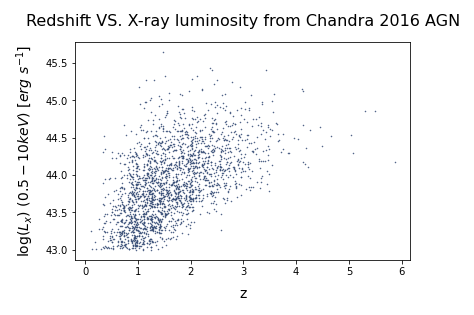 Redshift VS. X-ray luminosity from Chandra 2016 AGN
log(Lx) (0.5 − 10keV) [erg s⁻¹]
45.5
45.0
44.5
44.0
43.5
43.0
0 1 2 3 4 5 6
z